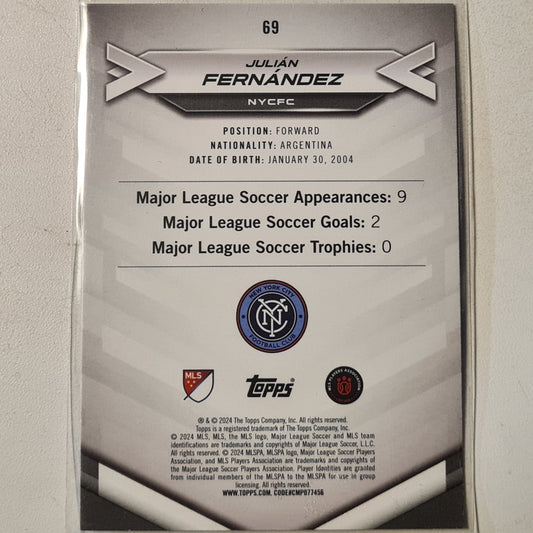 69
JULIÁN
FERNÁNDEZ
NYCFC
POSITION: FORWARD
NATIONALITY: ARGENTINA
DATE OF BIRTH: JANUARY 30, 2004
Major League Soccer Appearances: 9
Major League Soccer Goals: 2
Major League Soccer Trophies: 0
NEW YORK CITY
NYC
FOOTBALL CLUB
MLS
Topps
MLS PLAYERS ASSOCIATION
® & © 2024 The Topps Company, Inc. All rights reserved.
Topps is a registered trademark of The Topps Company, Inc.
© 2024 MLS, MLS, the MLS logo, Major League Soccer and MLS team
identifications are trademarks and copyrights of Major League Soccer, L.L.C.
All rights reserved. © 2024 MLSPA, MLSPA logo, Major League Soccer Players
Association, and MLS Players Association are trademarks and copyrights of
the Major League Soccer Players Association. Player Identities are granted
from individual members of the MLSPA to the MLSPA for use in group
licensing. All rights reserved.
WWW.TOPPS.COM. CODE#CMP077456